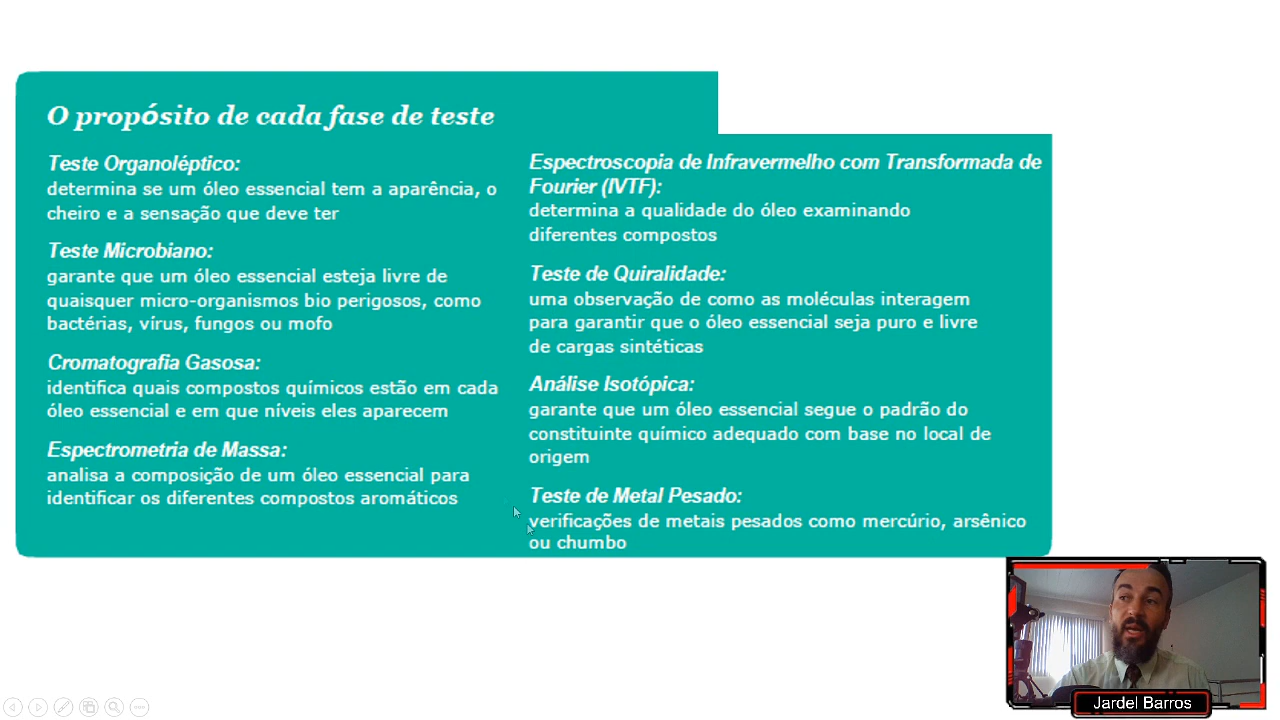 O propósito de cada fase de teste
Teste Organoléptico:
determina se um óleo essencial tem a aparência, o
cheiro e a sensação que deve ter
Teste Microbiano:
garante que um óleo essencial esteja livre de
quaisquer micro-organismos bio perigosos, como
bactérias, vírus, fungos ou mofo
Cromatografia Gasosa:
identifica quais compostos químicos estão em cada
óleo essencial e em que níveis eles aparecem
Espectrometria de Massa:
analisa a composição de um óleo essencial para
identificar os diferentes compostos aromáticos
Espectroscopia de Infravermelho com Transformada de
Fourier (IVTF):
determina a qualidade do óleo examinando
diferentes compostos
Teste de Quiralidade:
uma observação de como as moléculas interagem
para garantir que o óleo essencial seja puro e livre
de cargas sintéticas
Análise Isotópica:
garante que um óleo essencial segue o padrão do
constituinte químico adequado com base no local de
origem
Teste de Metal Pesado:
verificações de metais pesados como mercúrio, arsênico
ou chumbo
Jardel Barros